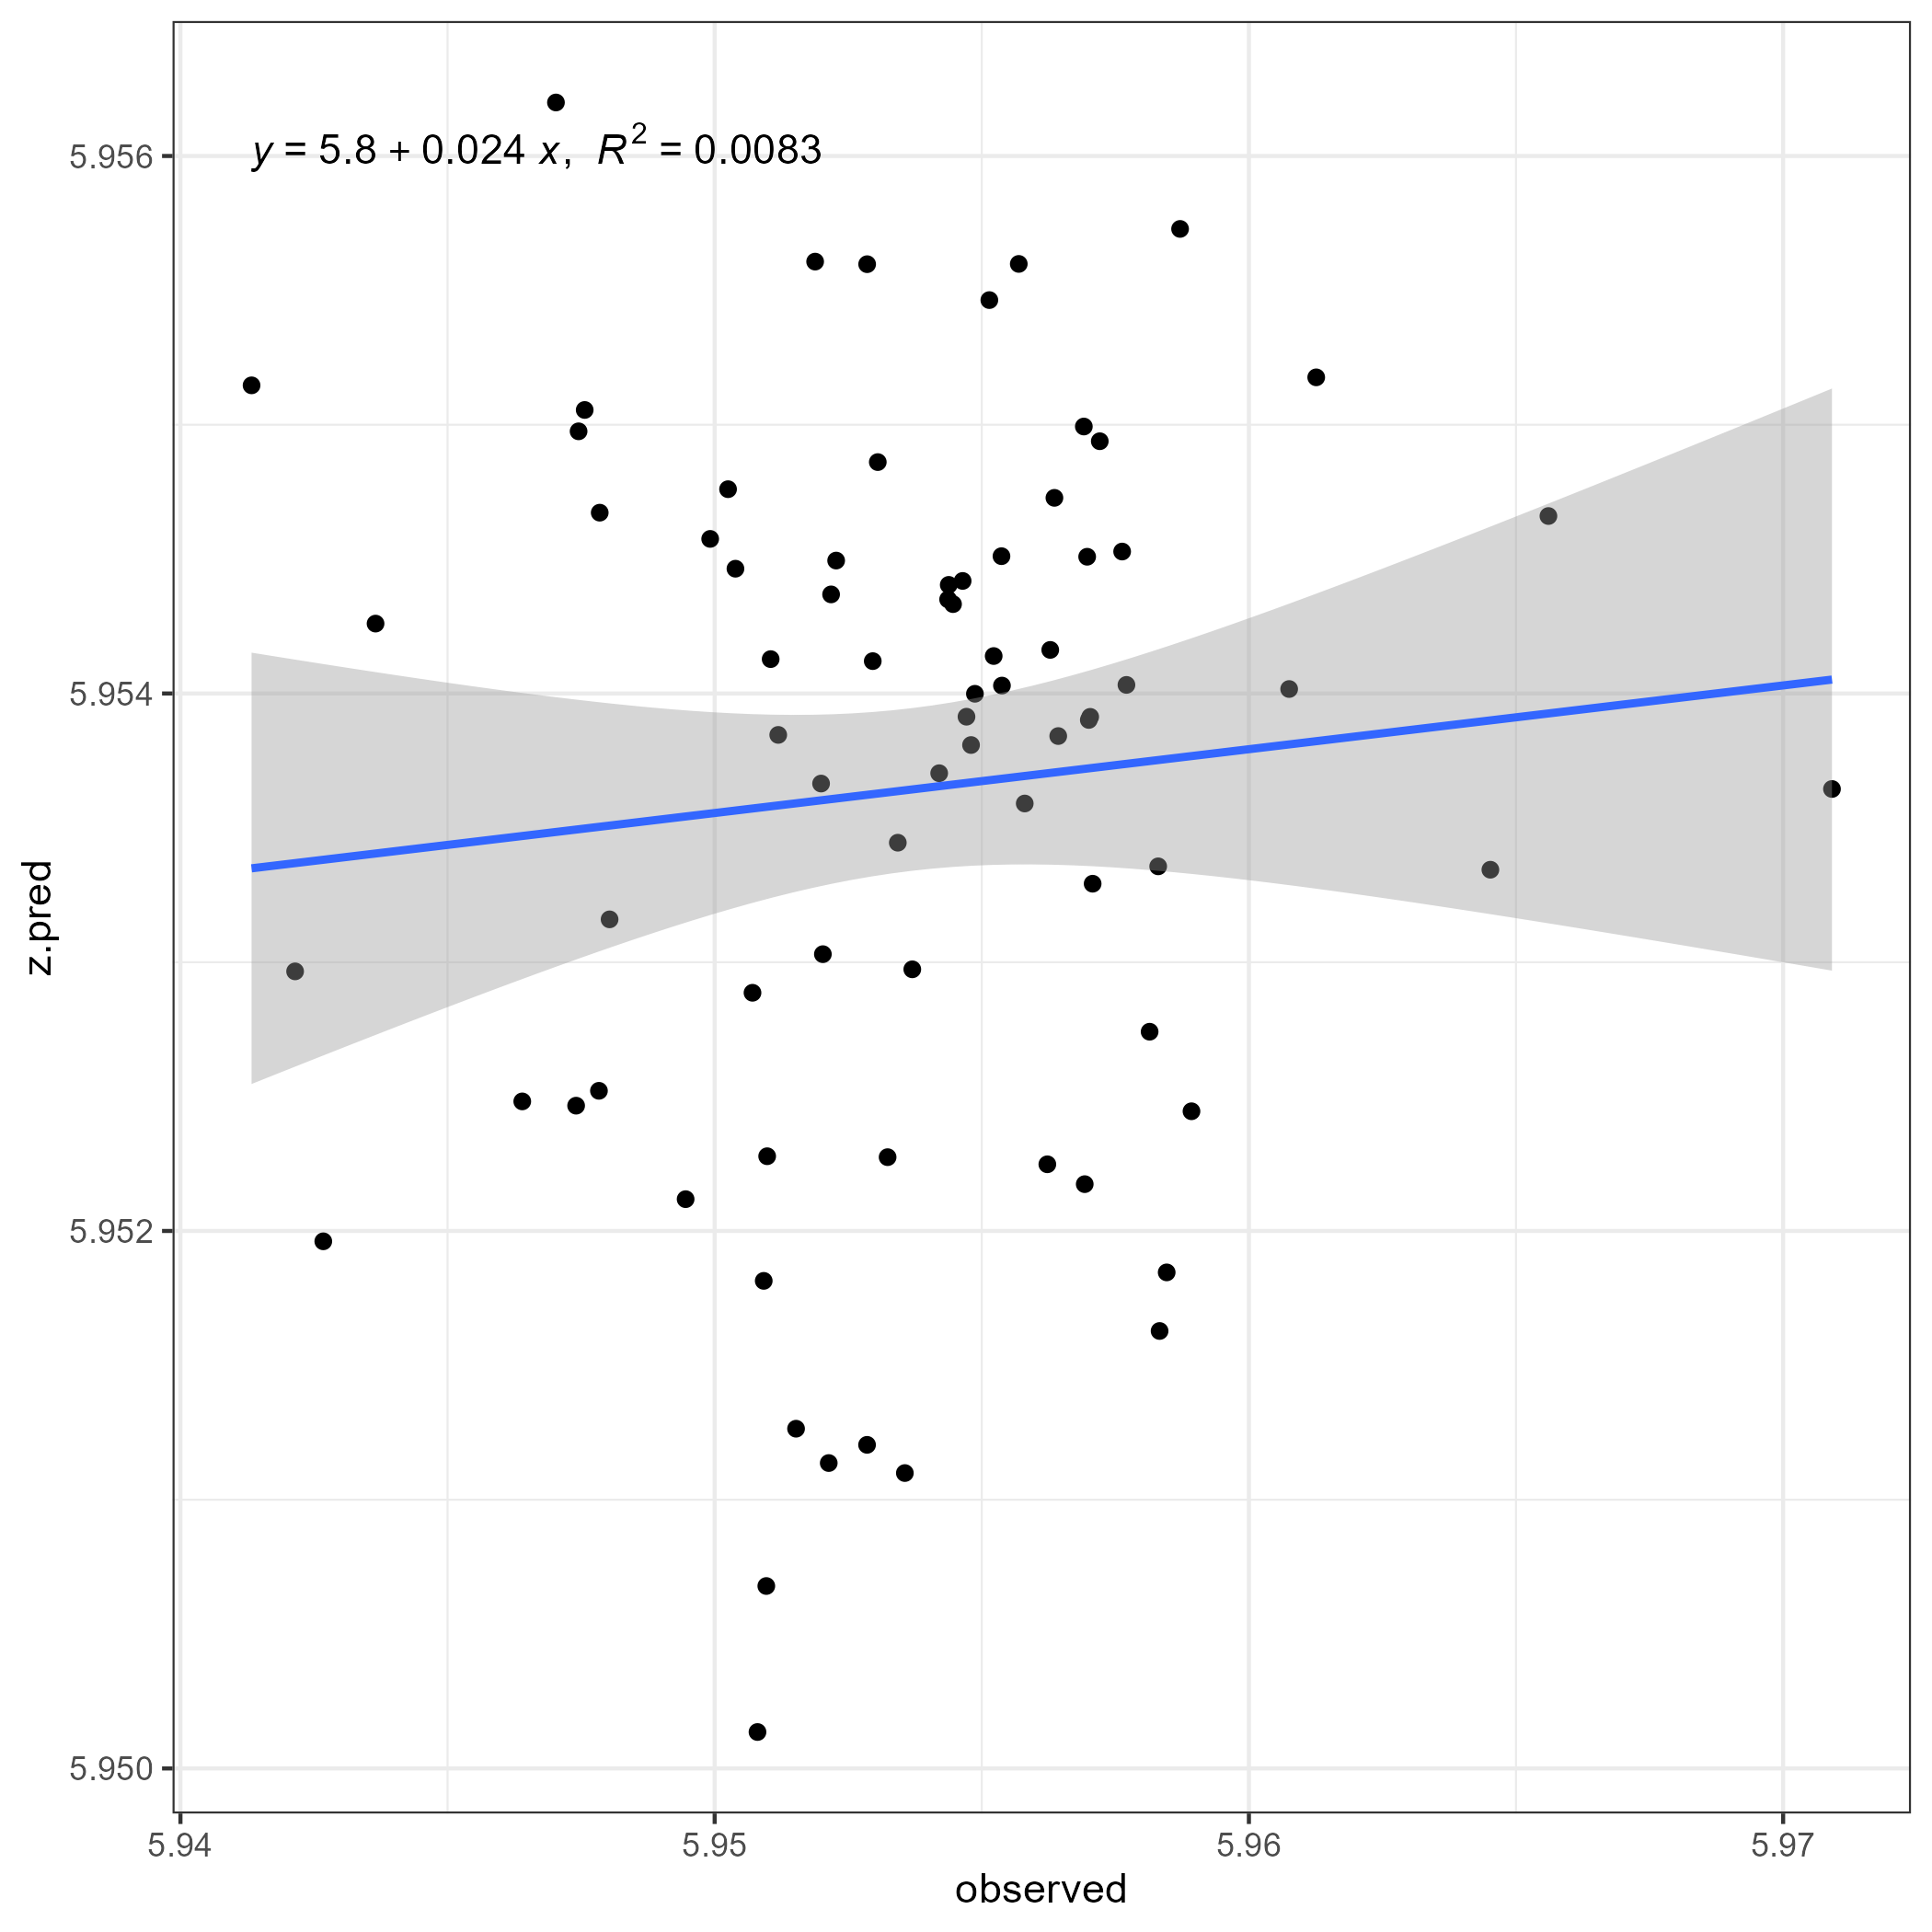 y = 5.8 + 0.024 x, R² = 0.0083
5.956
5.954
5.952
5.950
z.pred
5.94 5.95 5.96 5.97
observed